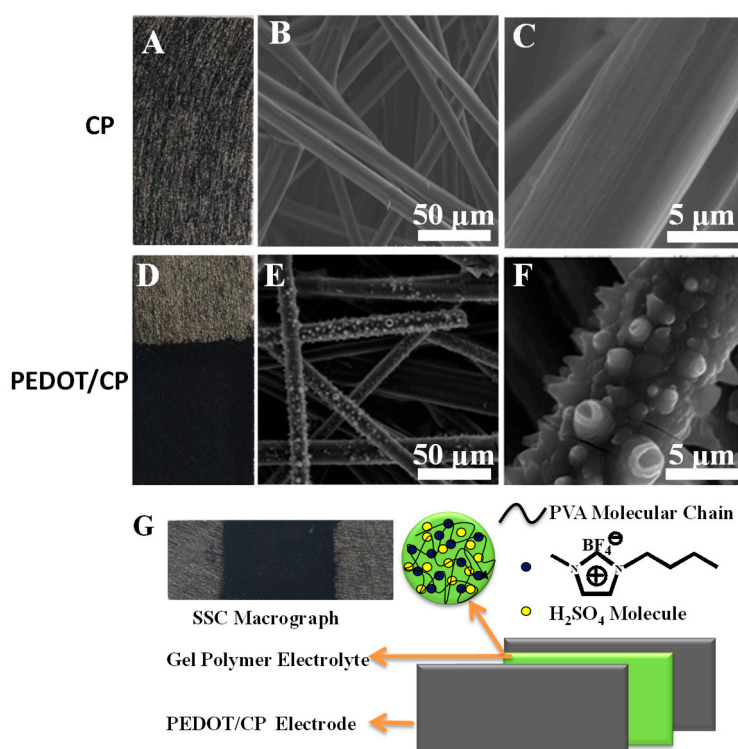 A
B
C
CP
50 µm
5 µm
D
E
F
PEDOT/CP
50 µm
5 µm
G
PVA Molecular Chain
BF₄⊖
N
⊕
N
SSC Macrograph
H₂SO₄ Molecule
Gel Polymer Electrolyte
PEDOT/CP Electrode